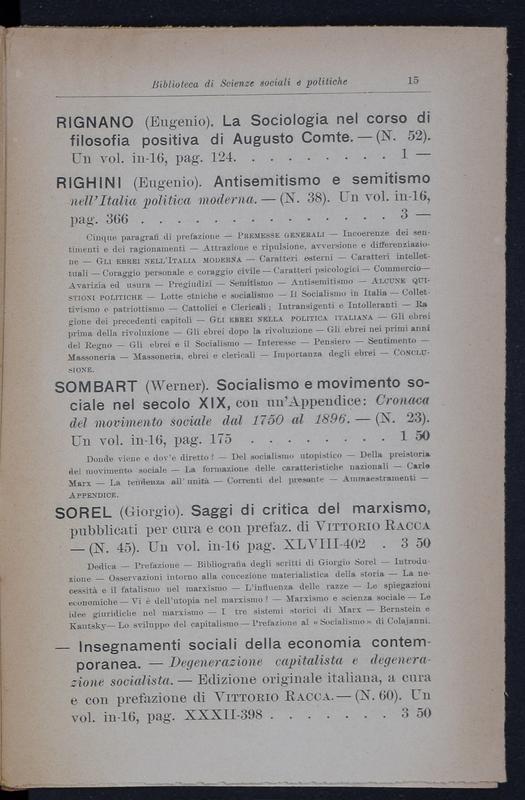 Biblioteca di Scienze sociali e politiche 15
RIGNANO (Eugenio). La Sociologia nel corso di
filosofia positiva di Augusto Comte. — (N. 52).
Un vol. in-16, pag. 124. . . . . . . . . . 1 —
RIGHINI (Eugenio). Antisemitismo e semitismo
nell'Italia politica moderna. — (N. 38). Un vol. in-16,
pag. 366 . . . . . . . . . . . . . . 3 —
Cinque paragrafi di prefazione — PREMESSE GENERALI — Incoerenze dei sen-
timenti e dei ragionamenti — Attrazione e ripulsione, avversione e differenziazio-
ne — GLI EBREI NELL'ITALIA MODERNA — Caratteri esterni — Caratteri intellet-
tuali — Coraggio personale e coraggio civile — Caratteri psicologici — Commercio —
Avarizia ed usura — Pregiudizi — Semitismo — Antisemitismo — ALCUNE QUI-
STIONI POLITICHE — Lotte etniche e socialismo — Il Socialismo in Italia — Collet-
tivismo e patriottismo — Cattolici e Clericali; Intransigenti e Intolleranti — Ra
gione dei precedenti capitoli — GLI EBREI NELLA POLITICA ITALIANA — Gli ebrei
prima della rivoluzione — Gli ebrei dopo la rivoluzione — Gli ebrei nei primi anni
del Regno — Gli ebrei e il Socialismo — Interesse — Pensiero — Sentimento —
Massoneria — Massoneria, ebrei e clericali — Importanza degli ebrei — CONCLU-
SIONE.
SOMBART (Werner). Socialismo e movimento so-
ciale nel secolo XIX, con un'Appendice: Cronaca
del movimento sociale dal 1750 al 1896. — (N. 23).
Un vol. in-16, pag. 175 . . . . . . . . 1 50
Donde viene e dov'e diretto! — Del socialismo utopistico — Della preistoria
del movimento sociale — La formazione delle caratteristiche nazionali — Carlo
Marx — La tendenza all' unità — Correnti del presente — Ammaestramenti —
APPENDICE.
SOREL (Giorgio). Saggi di critica del marxismo,
pubblicati per cura e con prefaz. di VITTORIO RACCA
— (N. 45). Un vol. in-16 pag. XLVIII-402 . 3 50
Dedica — Prefazione — Bibliografia degli scritti di Giorgio Sorel — Introdu-
zione — Osservazioni intorno alla concezione materialistica della storia — La ne-
cessità e il fatalismo nel marxismo — L'influenza delle razze — Le spiegazioni
economiche — Vi è dell'utopia nel marxismo? — Marxismo e scienza sociale — Le
idee giuridiche nel marxismo — I tre sistemi storici di Marx — Bernstein e
Kautsky — Lo sviluppo del capitalismo — Prefazione al «Socialismo» di Colajanni.
— Insegnamenti sociali della economia contem-
poranea. — Degenerazione capitalista e degenera-
zione socialista. — Edizione originale italiana, a cura
e con prefazione di VITTORIO RACCA. — (N. 60). Un
vol. in-16, pag. XXXII-398 . . . . . . . 3 50